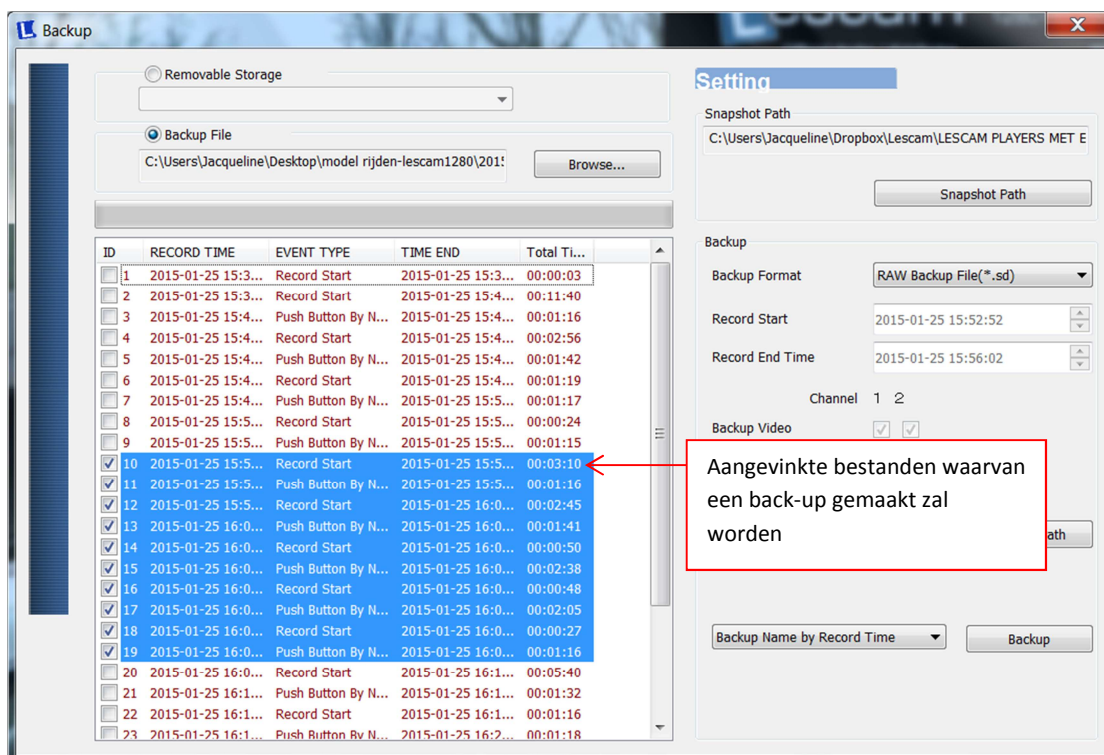 Backup
X
Removable Storage
Backup File
C:\Users\Jacqueline\Desktop\model rijden-lescam1280\201
Browse...
ID RECORD TIME EVENT TYPE TIME END Total Ti...
1 2015-01-25 15:3... Record Start 2015-01-25 15:3... 00:00:03
2 2015-01-25 15:3... Record Start 2015-01-25 15:4... 00:11:40
3 2015-01-25 15:4... Push Button By N... 2015-01-25 15:4... 00:01:16
4 2015-01-25 15:4... Record Start 2015-01-25 15:4... 00:02:56
5 2015-01-25 15:4... Push Button By N... 2015-01-25 15:4... 00:01:42
6 2015-01-25 15:4... Record Start 2015-01-25 15:4... 00:01:19
7 2015-01-25 15:4... Push Button By N... 2015-01-25 15:5... 00:01:17
8 2015-01-25 15:5... Record Start 2015-01-25 15:5... 00:00:24
9 2015-01-25 15:5... Push Button By N... 2015-01-25 15:5... 00:01:15
10 2015-01-25 15:5... Record Start 2015-01-25 15:5... 00:03:10
11 2015-01-25 15:5... Push Button By N... 2015-01-25 15:5... 00:01:16
12 2015-01-25 15:5... Record Start 2015-01-25 16:0... 00:02:45
13 2015-01-25 16:0... Push Button By N... 2015-01-25 16:0... 00:01:41
14 2015-01-25 16:0... Record Start 2015-01-25 16:0... 00:00:50
15 2015-01-25 16:0... Push Button By N... 2015-01-25 16:0... 00:02:38
16 2015-01-25 16:0... Record Start 2015-01-25 16:0... 00:00:48
17 2015-01-25 16:0... Push Button By N... 2015-01-25 16:0... 00:02:05
18 2015-01-25 16:0... Record Start 2015-01-25 16:0... 00:00:27
19 2015-01-25 16:0... Push Button By N... 2015-01-25 16:0... 00:01:16
20 2015-01-25 16:0... Record Start 2015-01-25 16:1... 00:05:40
21 2015-01-25 16:1... Push Button By N... 2015-01-25 16:1... 00:01:32
22 2015-01-25 16:1... Record Start 2015-01-25 16:1... 00:01:16
23 2015-01-25 16:1... Push Button By N... 2015-01-25 16:2... 00:01:18
Setting
Snapshot Path
C:\Users\Jacqueline\Dropbox\Lescam\LESCAM PLAYERS MET E
Snapshot Path
Backup
Backup Format RAW Backup File(*.sd)
Record Start 2015-01-25 15:52:52
Record End Time 2015-01-25 15:56:02
Channel 1 2
Backup Video
Aangevinkte bestanden waarvan
een back-up gemaakt zal
worden
ath
Backup Name by Record Time
Backup